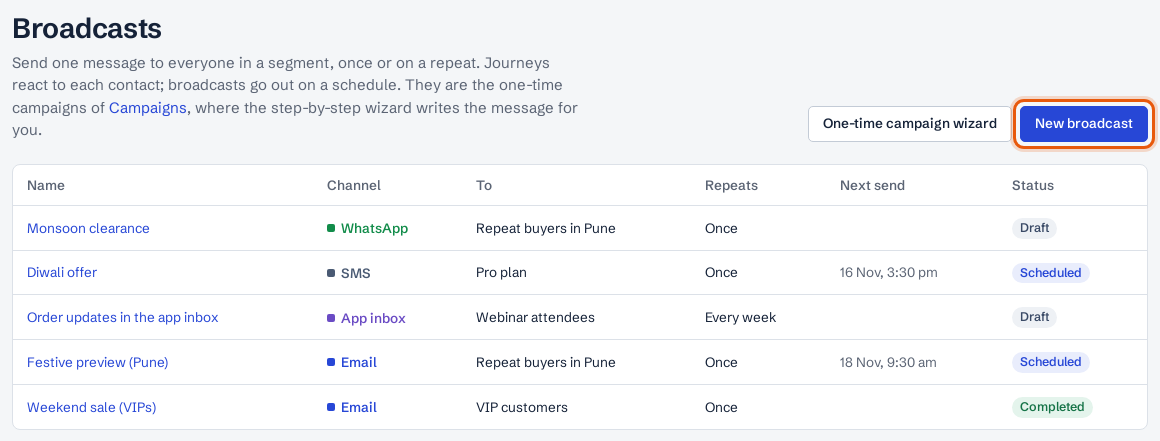 Broadcasts
Send one message to everyone in a segment, once or on a repeat. Journeys
react to each contact; broadcasts go out on a schedule. They are the one-time
campaigns of Campaigns, where the step-by-step wizard writes the message for
you.
One-time campaign wizard New broadcast
Name Channel To Repeats Next send Status
Monsoon clearance WhatsApp Repeat buyers in Pune Once Draft
Diwali offer SMS Pro plan Once 16 Nov, 3:30 pm Scheduled
Order updates in the app inbox App inbox Webinar attendees Every week Draft
Festive preview (Pune) Email Repeat buyers in Pune Once 18 Nov, 9:30 am Scheduled
Weekend sale (VIPs) Email VIP customers Once Completed